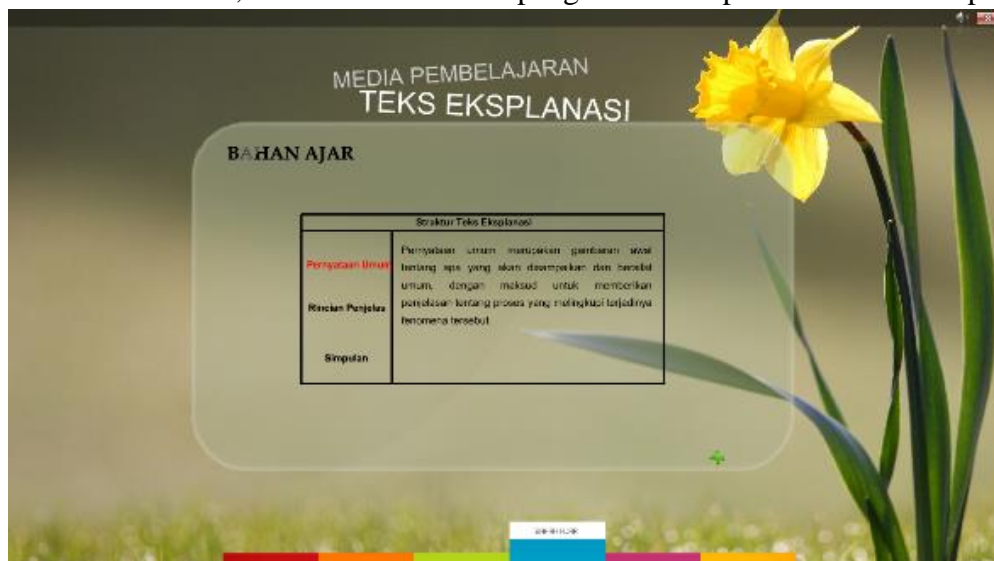 MEDIA PEMBELAJARAN
TEKS EKSPLANASI
BAHAN AJAR
Struktur Teks Eksplanasi
Pernyataan Umum
Rincian Penjelas
Simpulan
Pernyataan umum merupakan gambaran awal
tentang apa yang akan disampaikan dan bersifat
umum, dengan maksud untuk memberikan
penjelasan tentang proses yang melingkupi terjadinya
fenomena tersebut
BAHAN AJAR